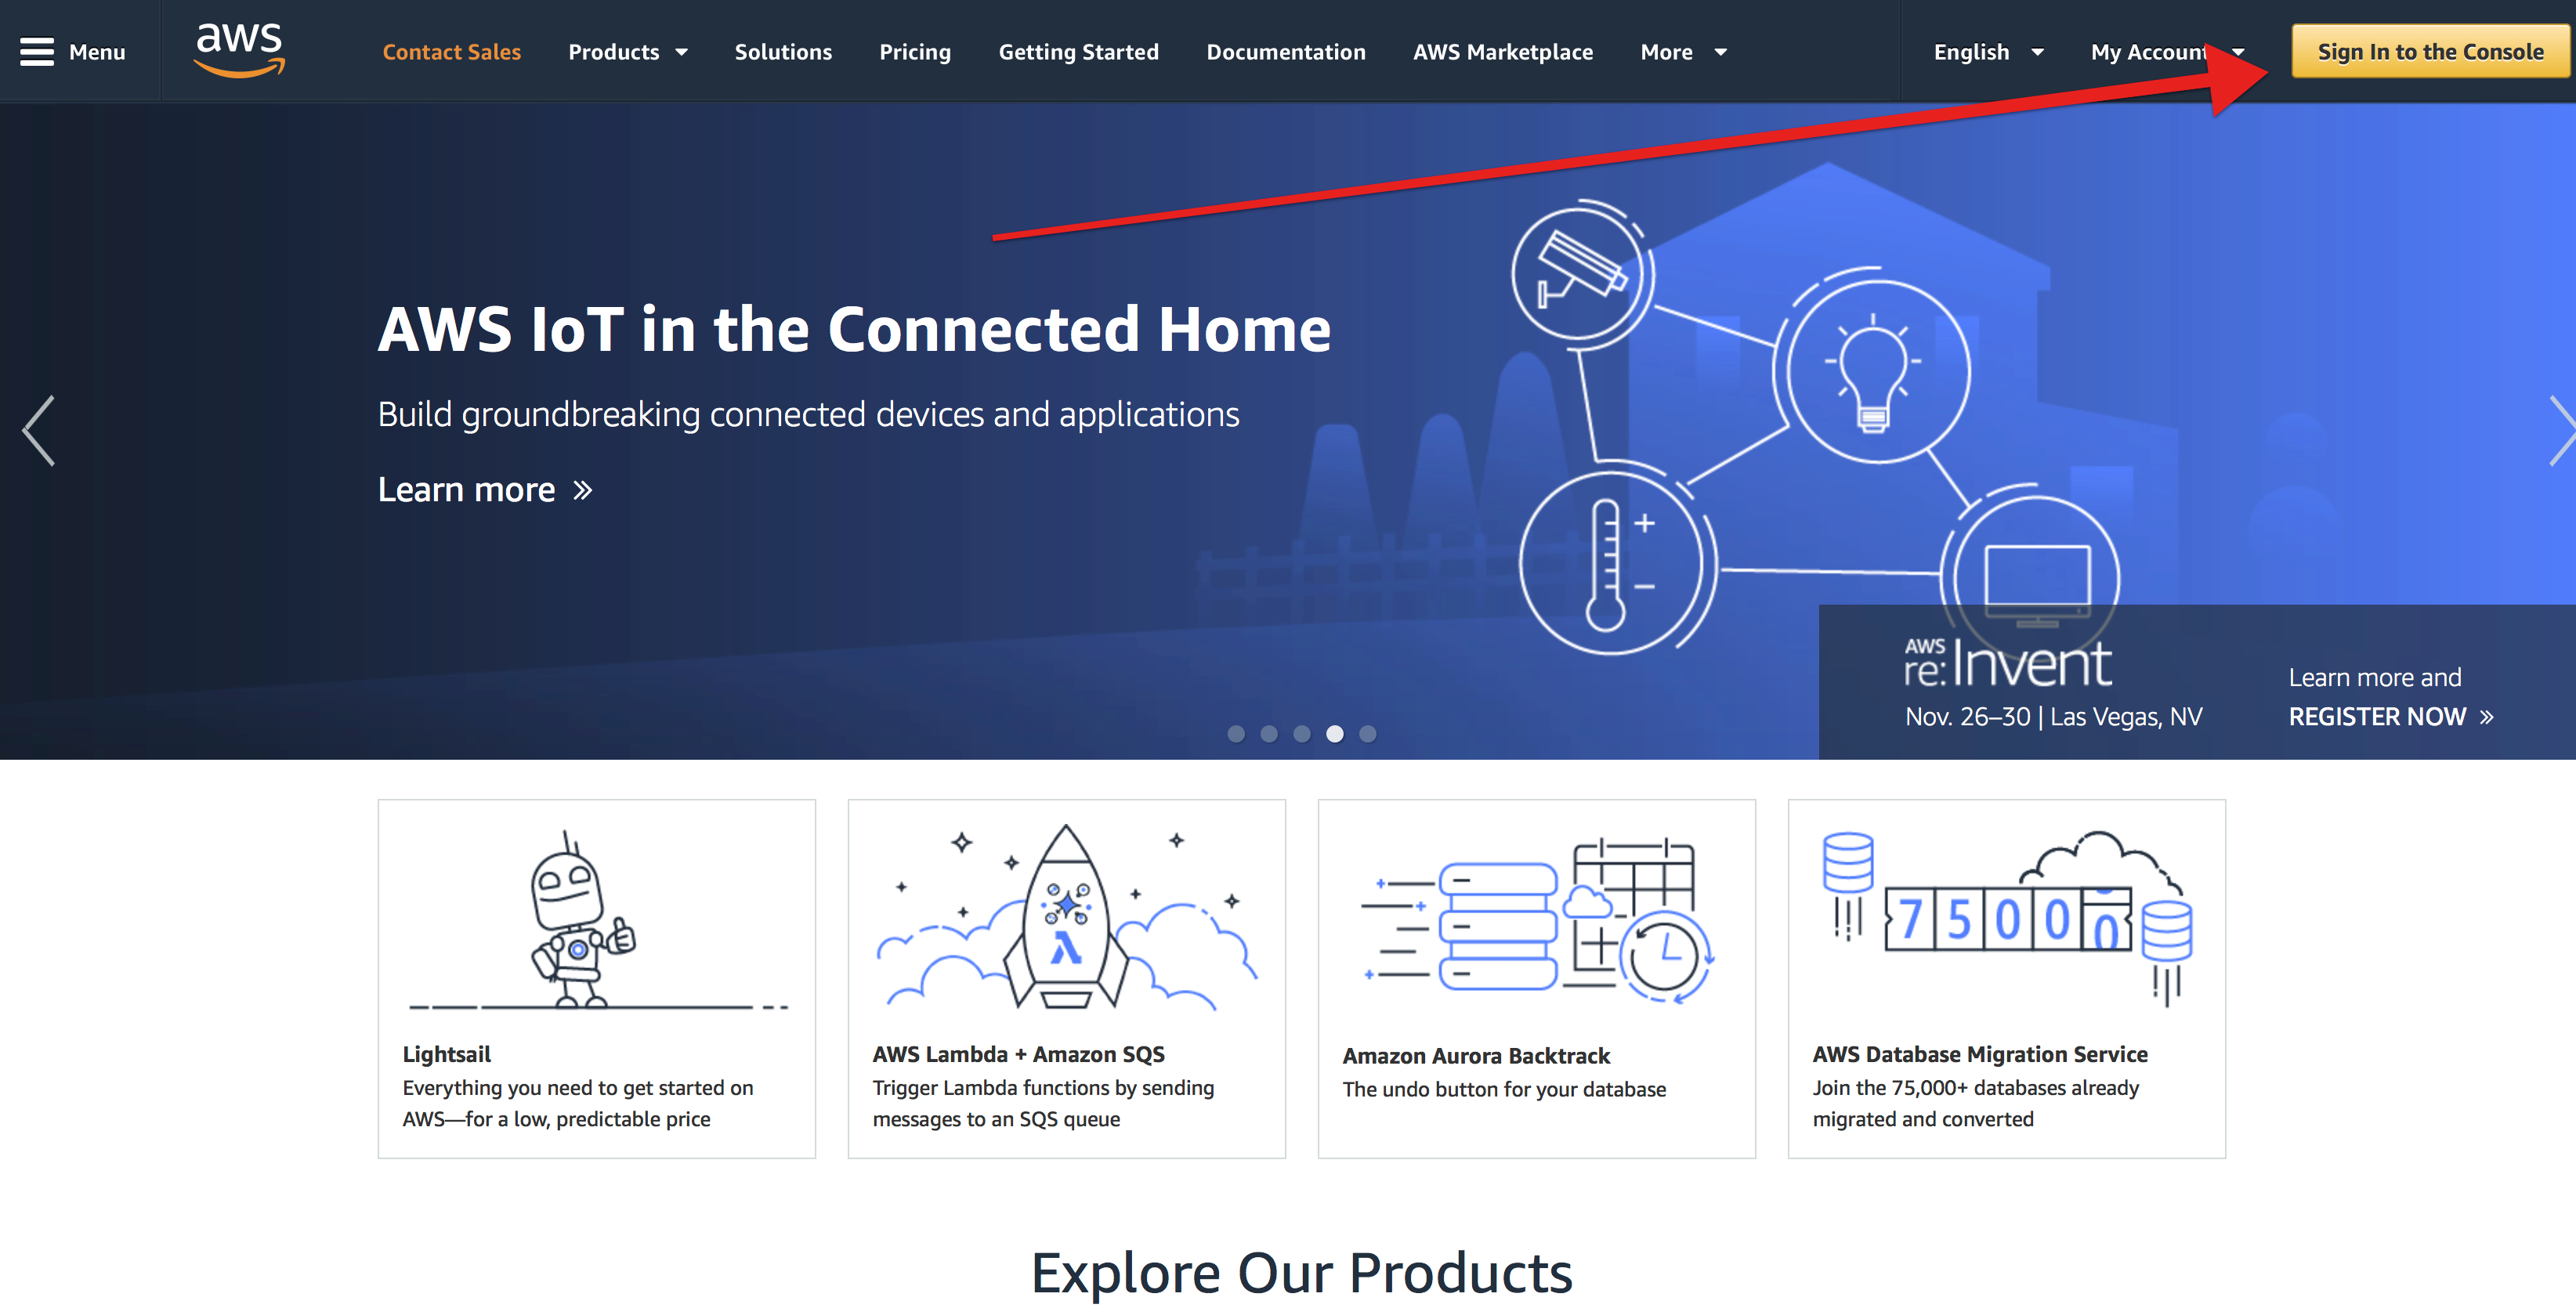 Menu
aws
Contact Sales
Products
Solutions
Pricing
Getting Started
Documentation
AWS Marketplace
More
English
My Account
Sign In to the Console
AWS IoT in the Connected Home
Build groundbreaking connected devices and applications
Learn more »
AWS
re:Invent
Nov. 26–30 | Las Vegas, NV
Learn more and
REGISTER NOW »
75000
Lightsail
Everything you need to get started on
AWS—for a low, predictable price
AWS Lambda + Amazon SQS
Trigger Lambda functions by sending
messages to an SQS queue
Amazon Aurora Backtrack
The undo button for your database
AWS Database Migration Service
Join the 75,000+ databases already
migrated and converted
Explore Our Products